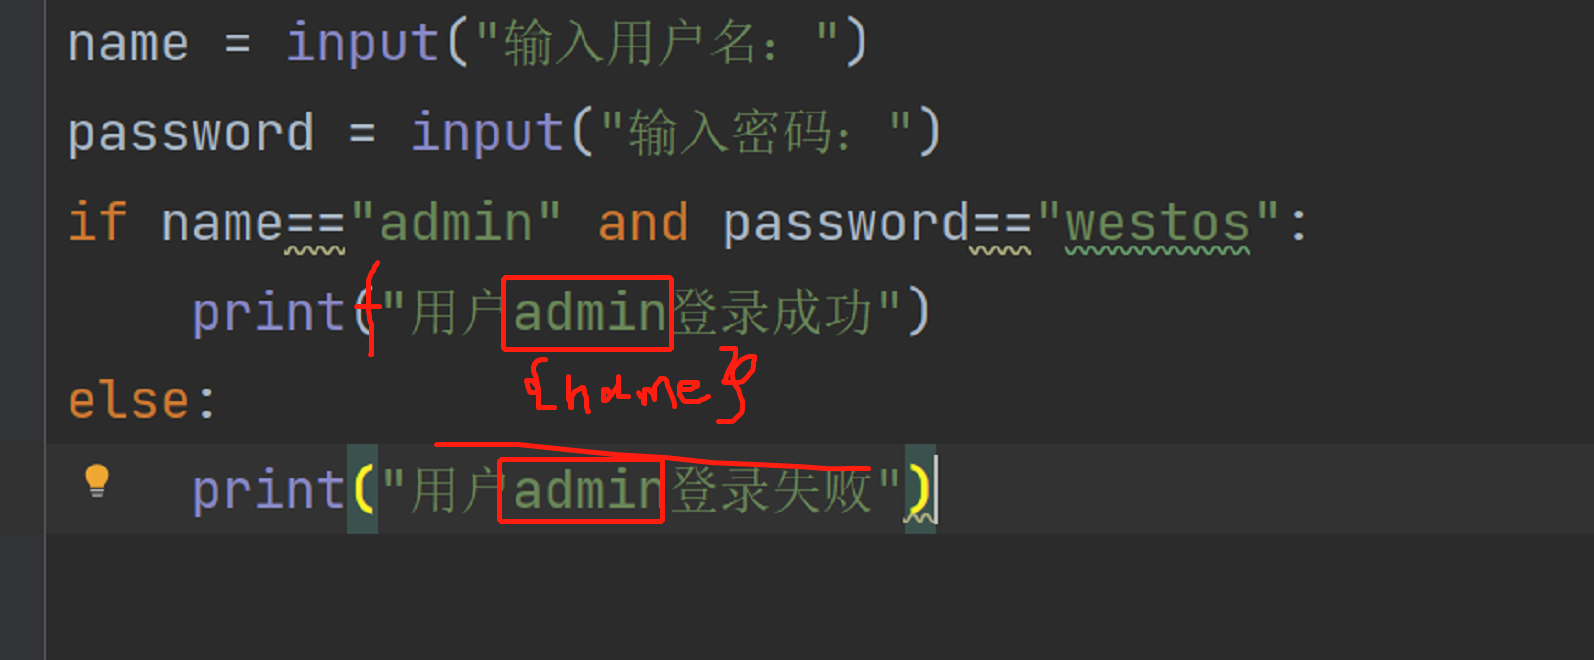 name = input("输入用户名：")
password = input("输入密码：")
if name=="admin" and password=="westos":
print("用户admin登录成功")
{name}
else:
print("用户admin登录失败")